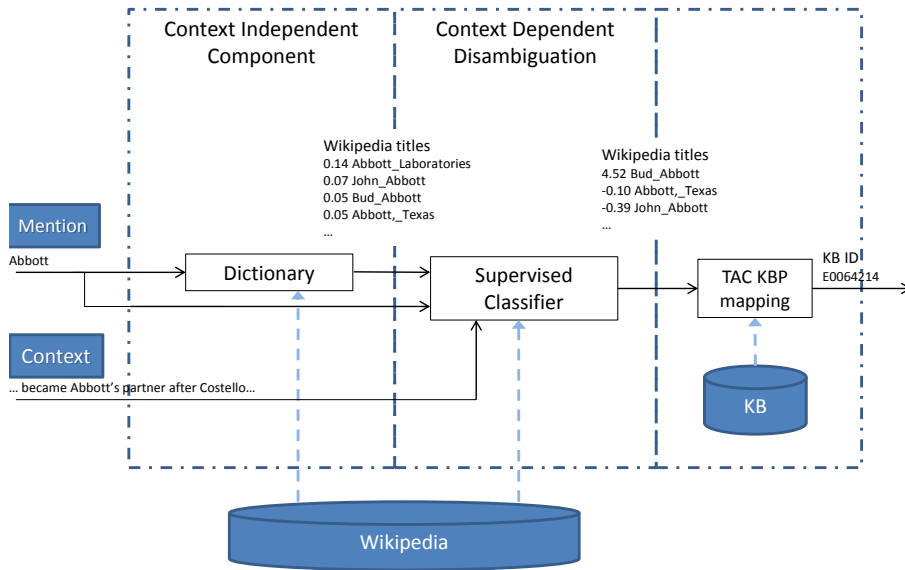 Context Independent
Component
Context Dependent
Disambiguation
Wikipedia titles
0.14 Abbott_Laboratories
0.07 John_Abbott
0.05 Bud_Abbott
0.05 Abbott,_Texas
...
Wikipedia titles
4.52 Bud_Abbott
-0.10 Abbott,_Texas
-0.39 John_Abbott
...
Mention
Abbott
Dictionary
Supervised
Classifier
TAC KBP
mapping
KB ID
E0064214
Context
... became Abbott's partner after Costello...
KB
Wikipedia